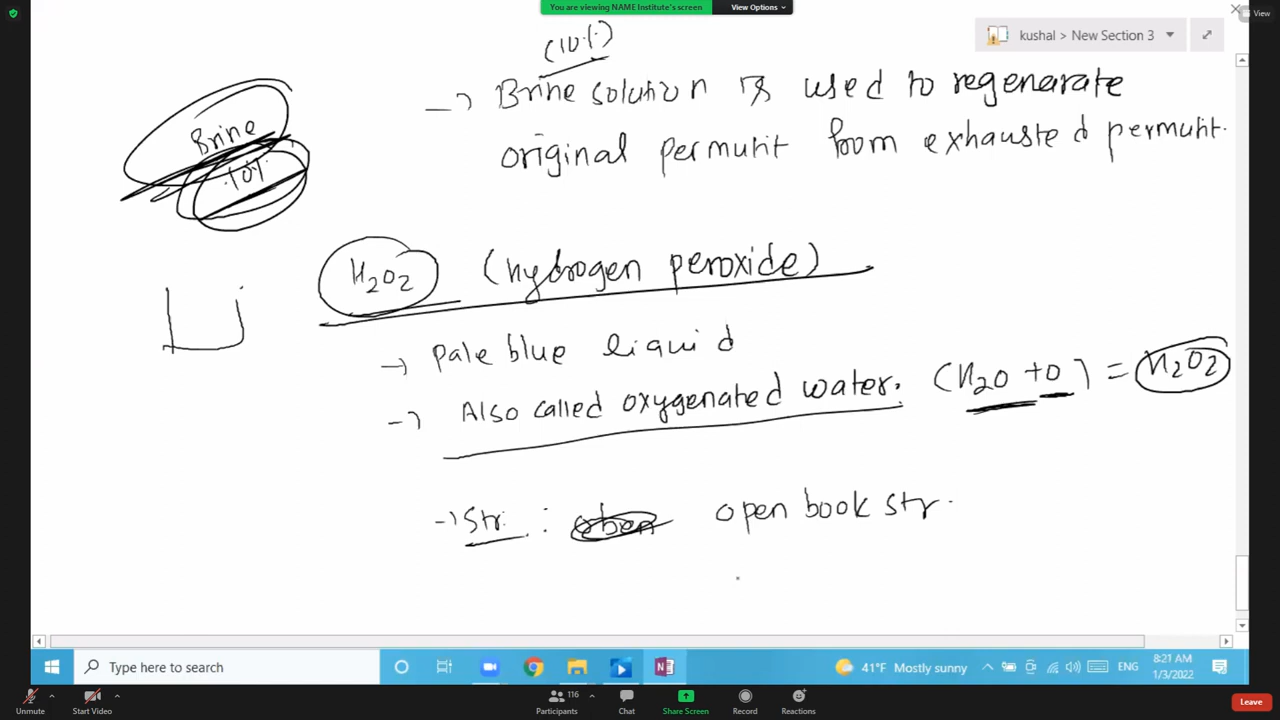 You are viewing NAME Institute's screen
View Options
View
kushal > New Section 3
(10%)
→ Brine solution is used to regenarate
original permutit from exhausted permutit.
Brine
10%
H2O2 (hydrogen peroxide)
→ Pale blue liquid
→ Also called oxygenated water. (H2O + O) = H2O2
→ Str. : open book str.
Type here to search
41°F Mostly sunny
ENG
8:21 AM
1/3/2022
Unmute
Start Video
116
Participants
Chat
Share Screen
Record
Reactions
Leave